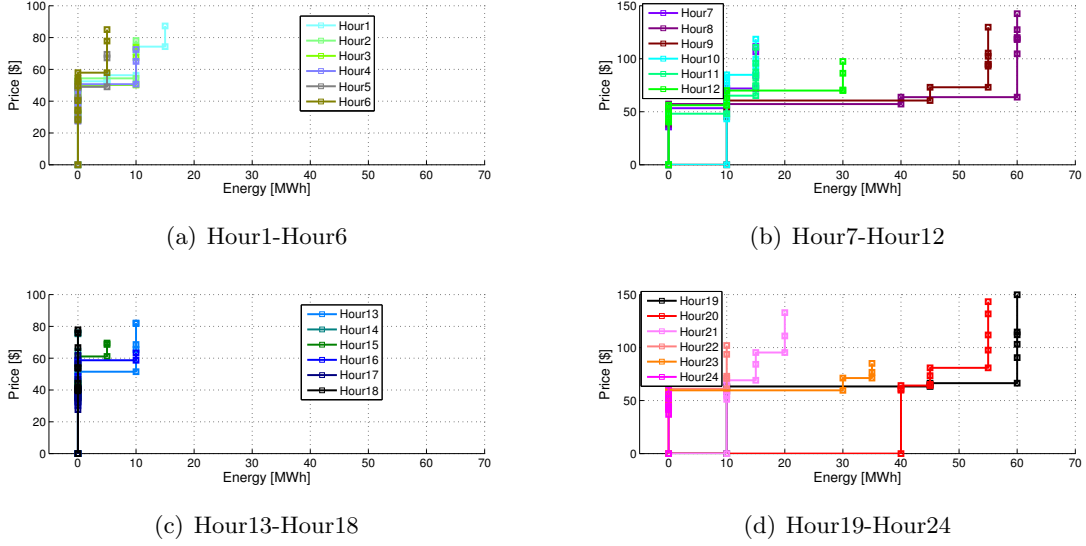 100
80
60
40
20
0
Price [$]
0 10 20 30 40 50 60 70
Energy [MWh]
Hour1
Hour2
Hour3
Hour4
Hour5
Hour6
(a) Hour1-Hour6
150
100
50
0
Price [$]
0 10 20 30 40 50 60 70
Energy [MWh]
Hour7
Hour8
Hour9
Hour10
Hour11
Hour12
(b) Hour7-Hour12
100
80
60
40
20
0
Price [$]
0 10 20 30 40 50 60 70
Energy [MWh]
Hour13
Hour14
Hour15
Hour16
Hour17
Hour18
(c) Hour13-Hour18
150
100
50
0
Price [$]
0 10 20 30 40 50 60 70
Energy [MWh]
Hour19
Hour20
Hour21
Hour22
Hour23
Hour24
(d) Hour19-Hour24